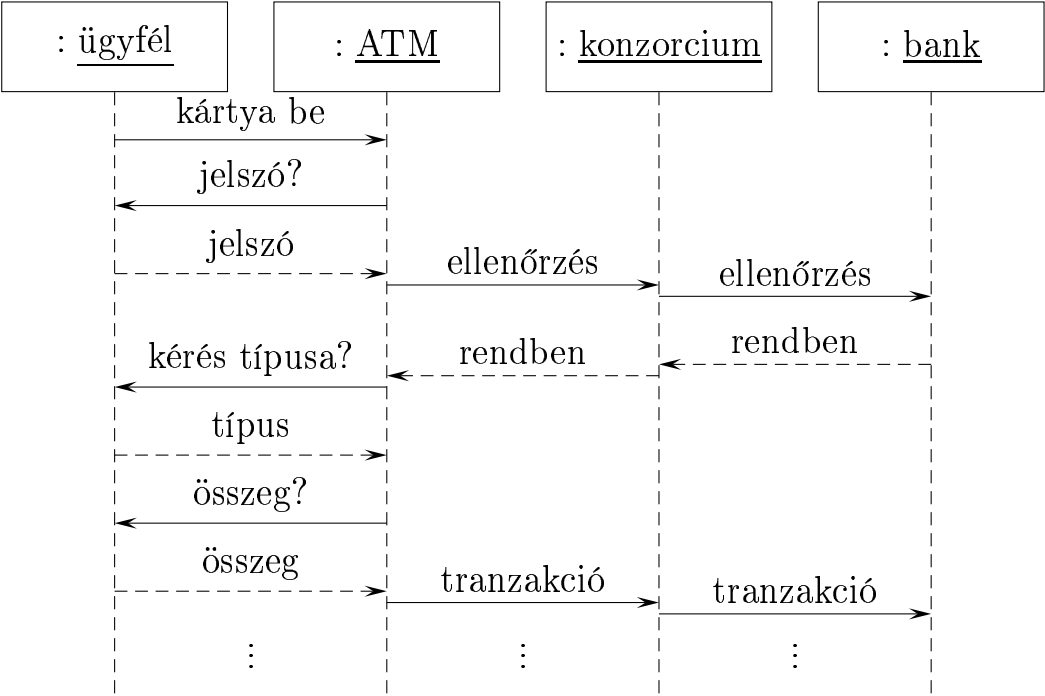 : ügyfél
: ATM
: konzorcium
: bank
kártya be
jelszó?
jelszó
ellenőrzés
ellenőrzés
rendben
rendben
kérés típusa?
típus
összeg?
összeg
tranzakció
tranzakció
⋮
⋮
⋮